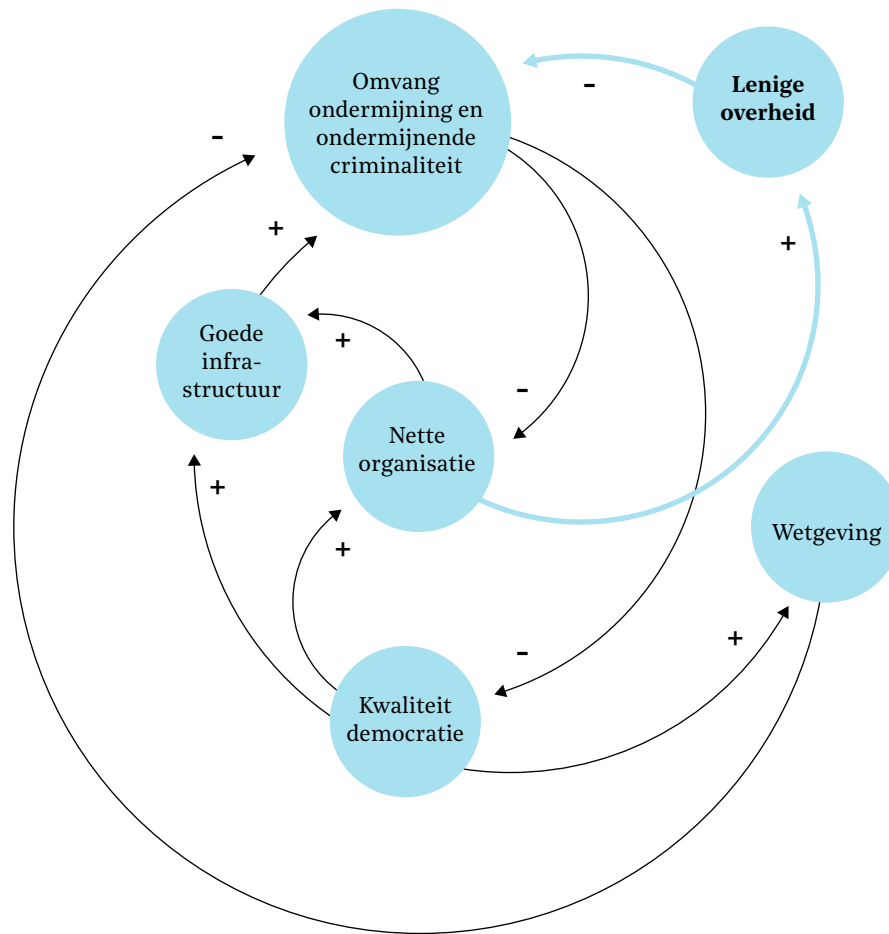 Omvang
ondermijning en
ondermijnende
criminaliteit
Lenige
overheid
-
-
+
+
Goede
infra-
structuur
+
-
Nette
organisatie
+
+
Wetgeving
-
+
Kwaliteit
democratie